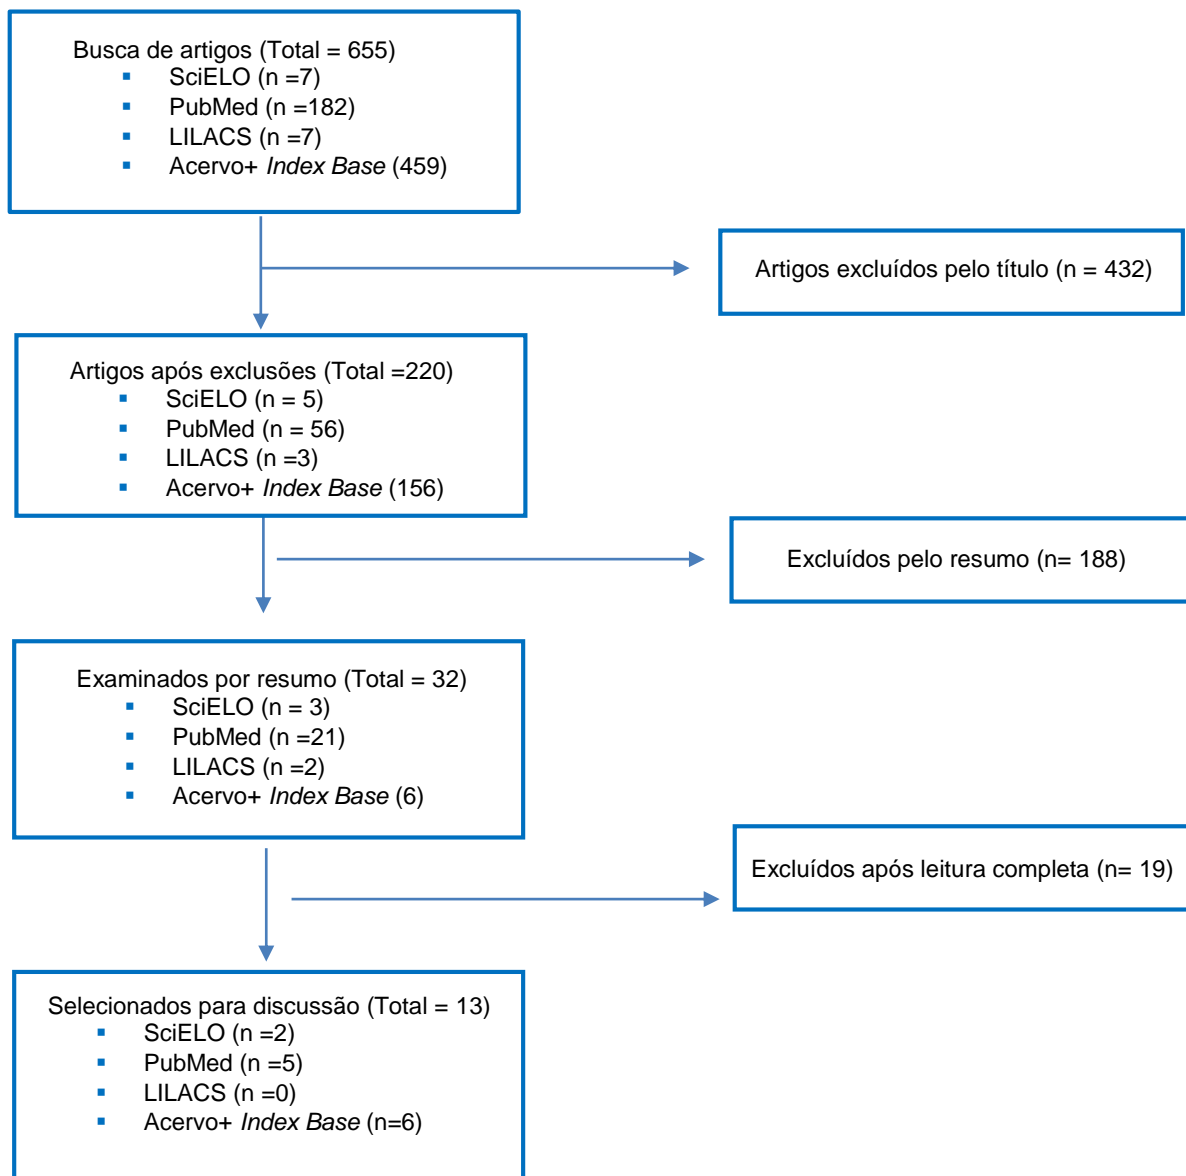 Busca de artigos (Total = 655)
▪ SciELO (n =7)
▪ PubMed (n =182)
▪ LILACS (n =7)
▪ Acervo+ Index Base (459)
Artigos excluídos pelo título (n = 432)
Artigos após exclusões (Total =220)
▪ SciELO (n = 5)
▪ PubMed (n = 56)
▪ LILACS (n =3)
▪ Acervo+ Index Base (156)
Excluídos pelo resumo (n= 188)
Examinados por resumo (Total = 32)
▪ SciELO (n = 3)
▪ PubMed (n =21)
▪ LILACS (n =2)
▪ Acervo+ Index Base (6)
Excluídos após leitura completa (n= 19)
Selecionados para discussão (Total = 13)
▪ SciELO (n =2)
▪ PubMed (n =5)
▪ LILACS (n =0)
▪ Acervo+ Index Base (n=6)